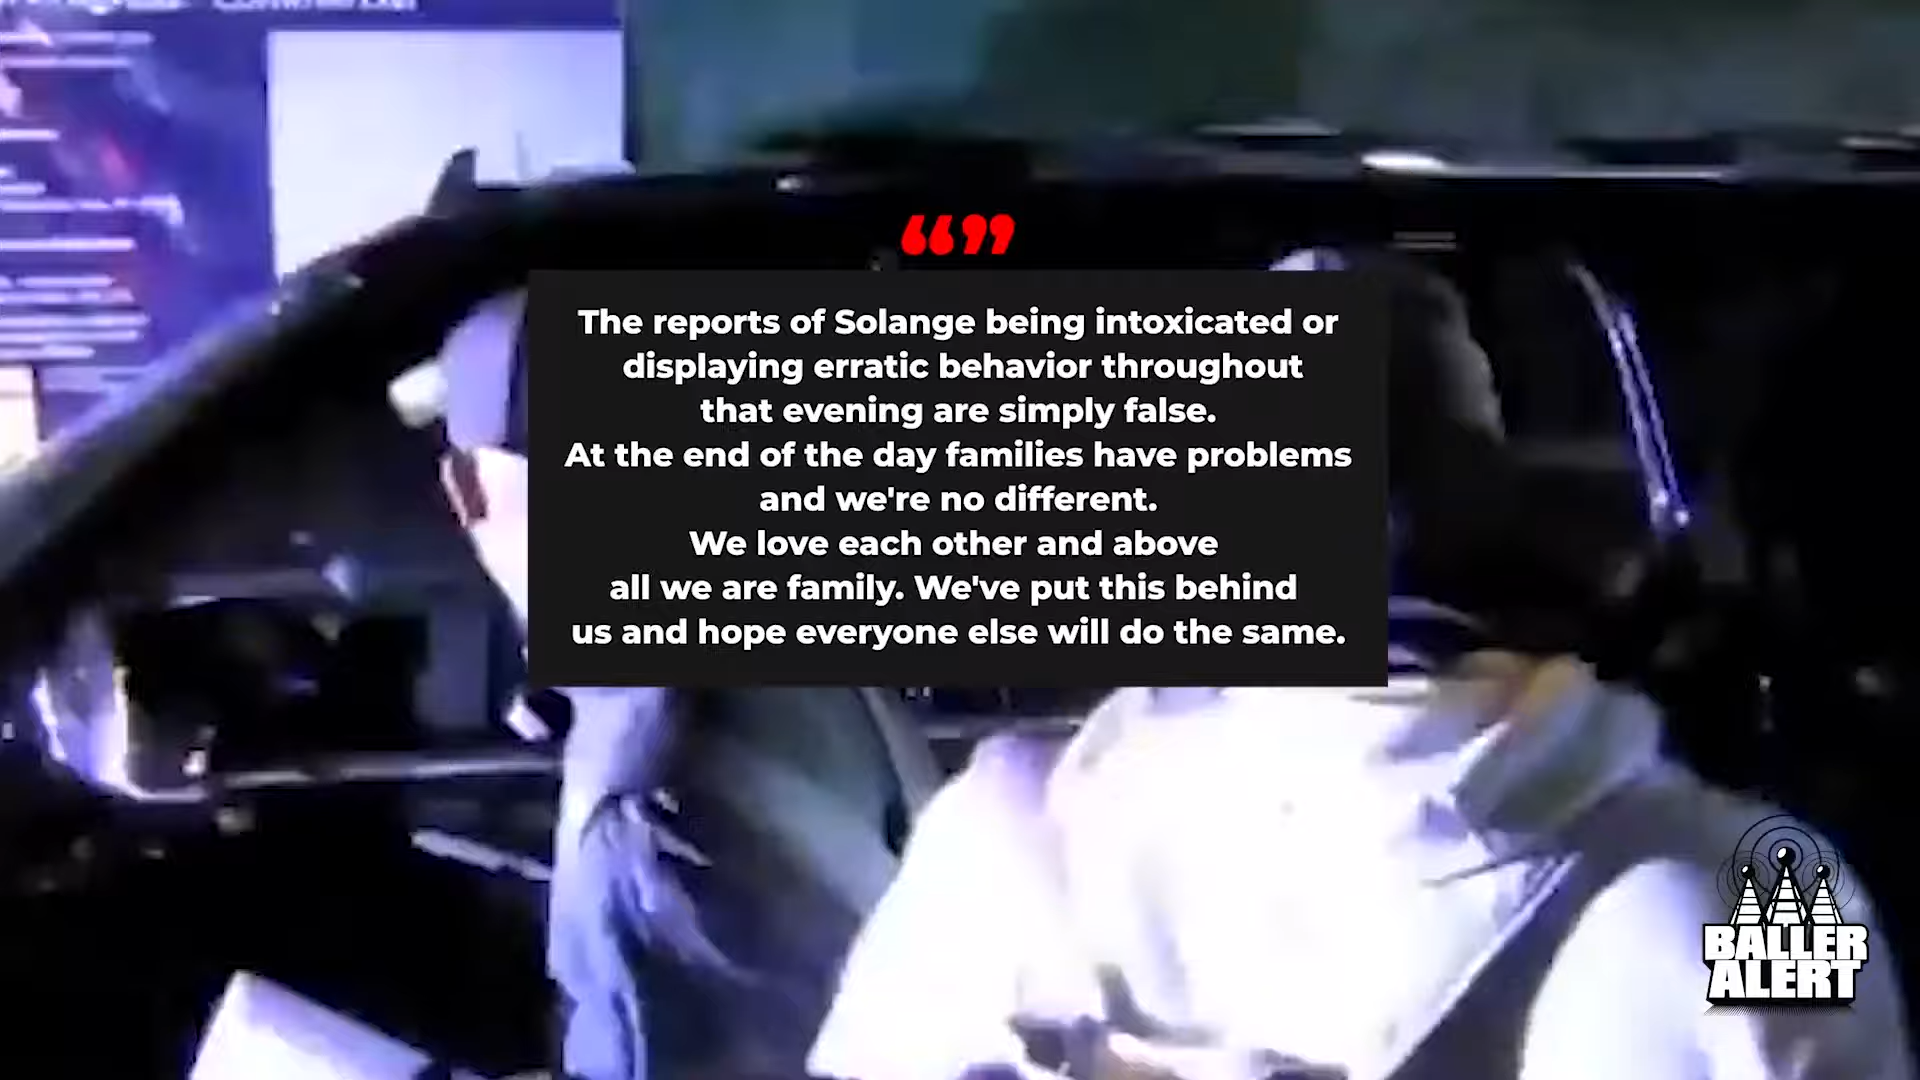 The reports of Solange being intoxicated or
displaying erratic behavior throughout
that evening are simply false.
At the end of the day families have problems
and we're no different.
We love each other and above
all we are family. We've put this behind
us and hope everyone else will do the same.
BALLER
ALERT